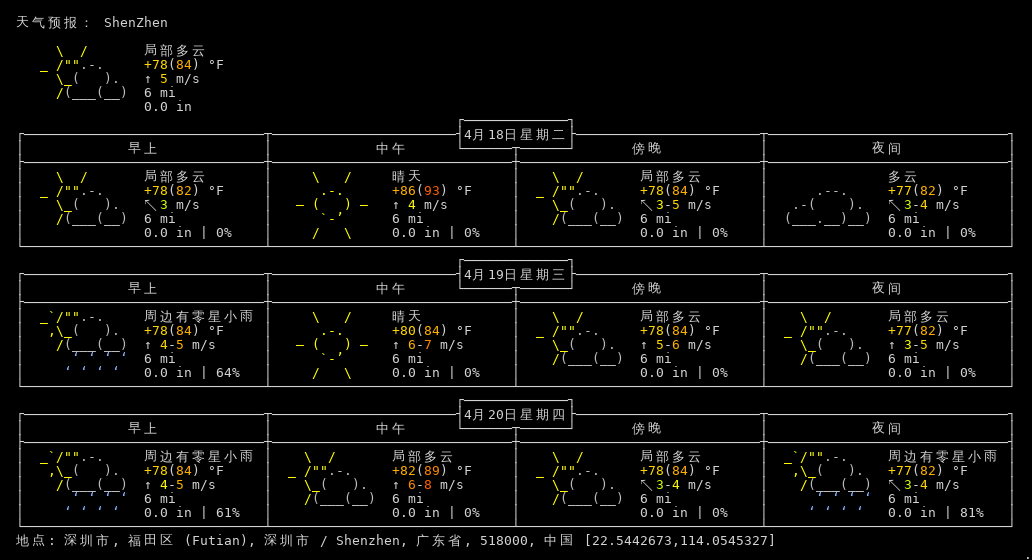 天气预报： ShenZhen
局部多云
+78(84) °F
↑ 5 m/s
6 mi
0.0 in
4月18日星期二
早上 中午 傍晚 夜间
局部多云 晴天 局部多云 多云
+78(82) °F +86(93) °F +78(84) °F +77(82) °F
↖ 3 m/s ↑ 4 m/s ↖ 3-5 m/s ↖ 3-4 m/s
6 mi 6 mi 6 mi 6 mi
0.0 in | 0% 0.0 in | 0% 0.0 in | 0% 0.0 in | 0%
4月19日星期三
早上 中午 傍晚 夜间
周边有零星小雨 晴天 局部多云 局部多云
+78(84) °F +80(84) °F +78(84) °F +77(82) °F
↑ 4-5 m/s ↑ 6-7 m/s ↑ 5-6 m/s ↑ 3-5 m/s
6 mi 6 mi 6 mi 6 mi
0.0 in | 64% 0.0 in | 0% 0.0 in | 0% 0.0 in | 0%
4月20日星期四
早上 中午 傍晚 夜间
周边有零星小雨 局部多云 局部多云 周边有零星小雨
+78(84) °F +82(89) °F +78(84) °F +77(82) °F
↑ 4-5 m/s ↑ 6-8 m/s ↖ 3-4 m/s ↖ 3-4 m/s
6 mi 6 mi 6 mi 6 mi
0.0 in | 61% 0.0 in | 0% 0.0 in | 0% 0.0 in | 81%
地点: 深圳市, 福田区 (Futian), 深圳市 / Shenzhen, 广东省, 518000, 中国 [22.5442673,114.0545327]